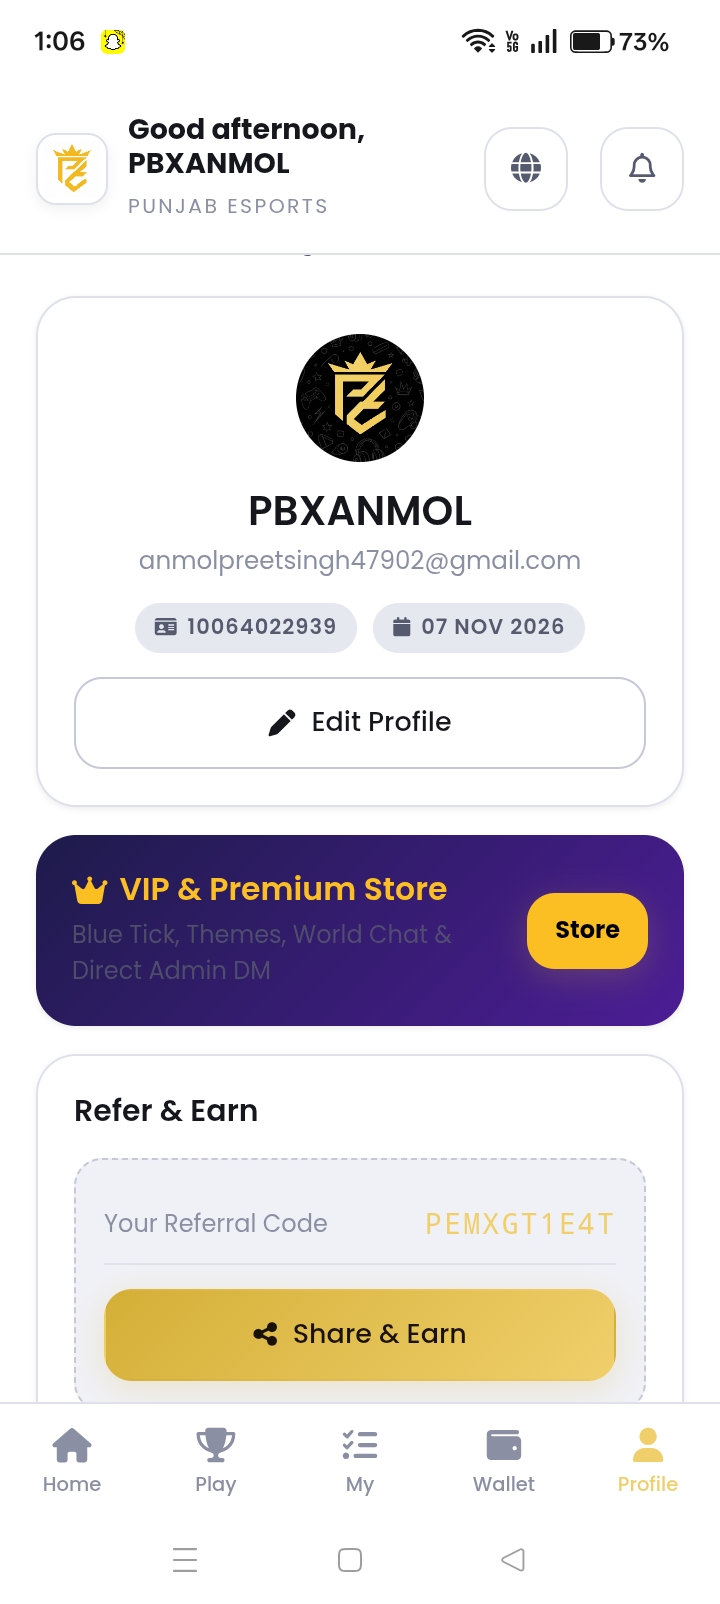 1:06
Vo
5G
73%
Good afternoon,
PBXANMOL
PUNJAB ESPORTS
PBXANMOL
anmolpreetsingh47902@gmail.com
10064022939
07 NOV 2026
Edit Profile
VIP & Premium Store
Blue Tick, Themes, World Chat &
Direct Admin DM
Store
Refer & Earn
Your Referral Code
PEMXGT1E4T
Share & Earn
Home
Play
My
Wallet
Profile